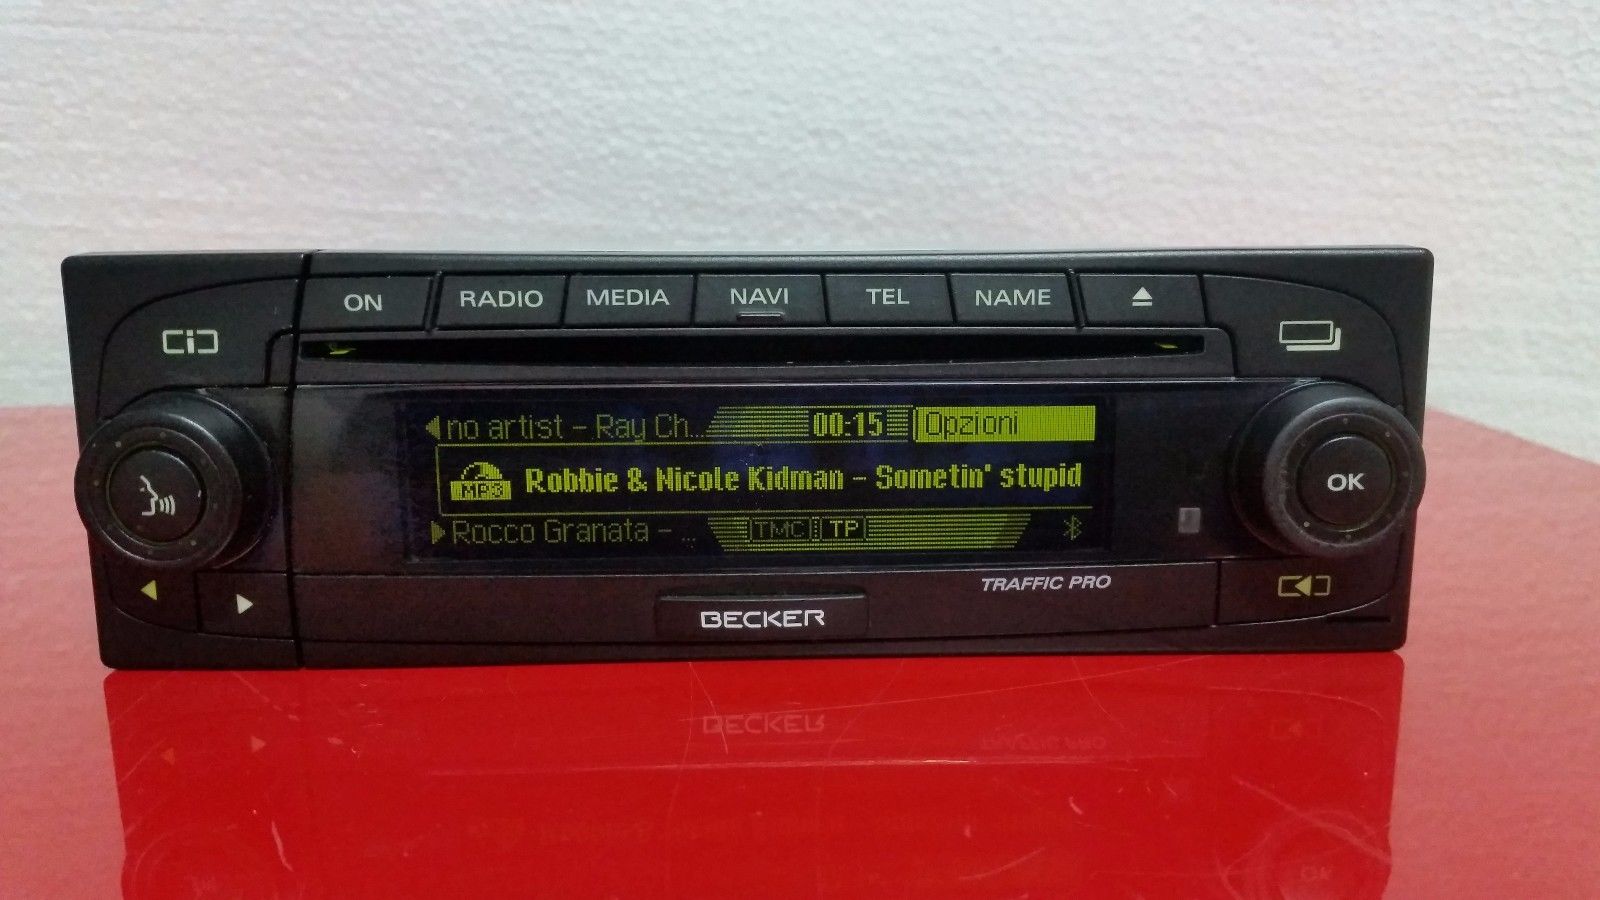 ON RADIO MEDIA NAVI TEL NAME
no artist - Ray Ch... 00:15 Opzioni
MP3 Robbie & Nicole Kidman - Sometin' stupid
Rocco Granata - ... TMC TP
OK
TRAFFIC PRO
BECKER